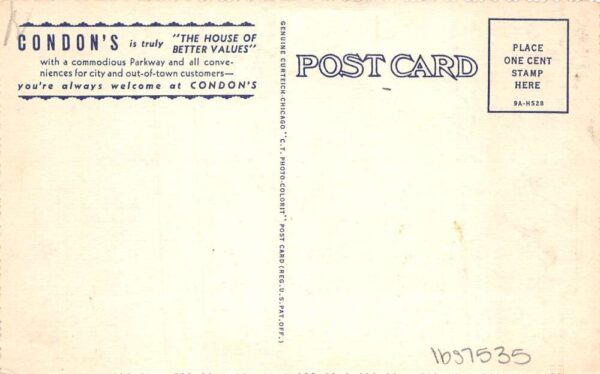 CONDON'S is truly "THE HOUSE OF
BETTER VALUES"
with a commodious Parkway and all conve-
niences for city and out-of-town customers—
you're always welcome at CONDON'S
GENUINE CURTEICH-CHICAGO "C.T. PHOTO-COLORIT" POST CARD (REG. U.S. PAT. OFF.)
POST CARD
PLACE
ONE CENT
STAMP
HERE
9A-H528
1b97535